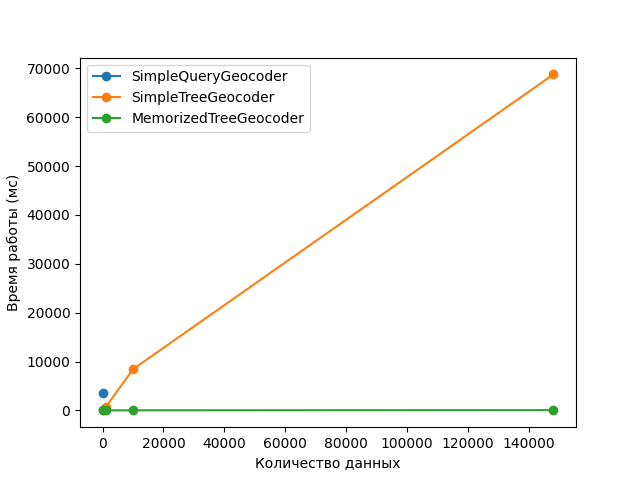 SimpleQueryGeocoder
SimpleTreeGeocoder
MemorizedTreeGeocoder
70000
60000
50000
40000
30000
20000
10000
0
Время работы (мс)
0 20000 40000 60000 80000 100000 120000 140000
Количество данных